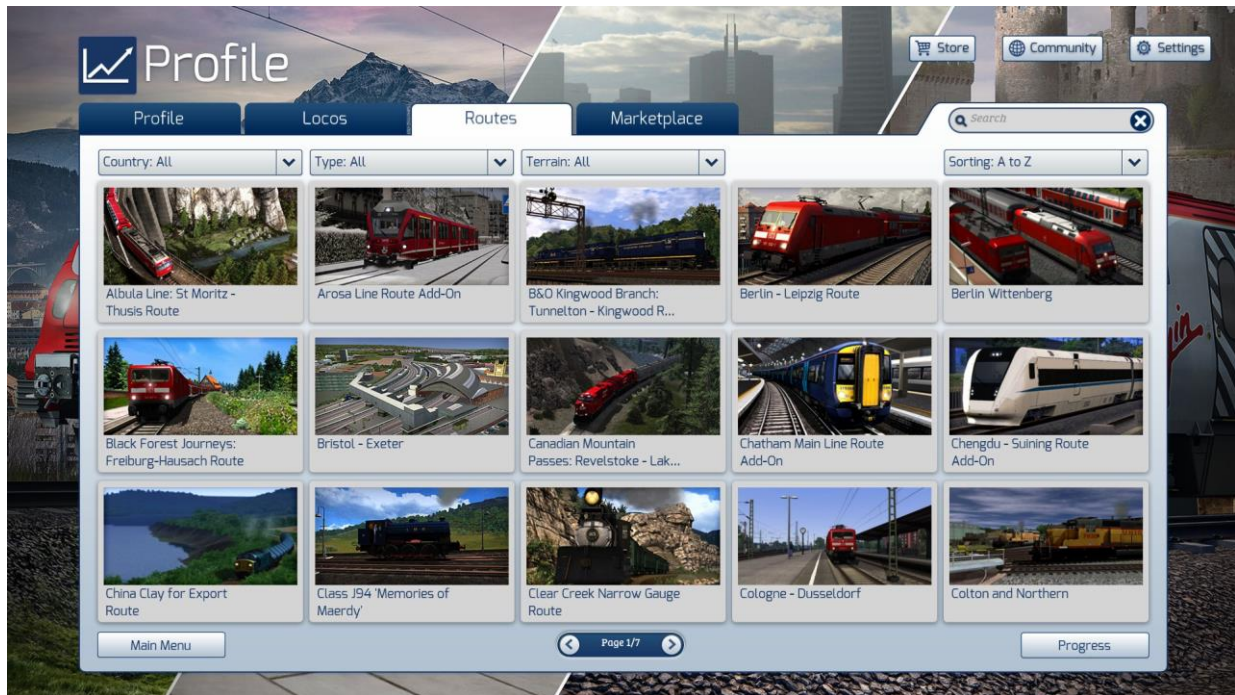 Profile
Store
Community
Settings
Profile
Locos
Routes
Marketplace
Search
Country: All
Type: All
Terrain: All
Sorting: A to Z
Albula Line: St Moritz -
Thusis Route
Arosa Line Route Add-On
B&O Kingwood Branch:
Tunnelton - Kingwood R...
Berlin - Leipzig Route
Berlin Wittenberg
Black Forest Journeys:
Freiburg-Hausach Route
Bristol - Exeter
Canadian Mountain
Passes: Revelstoke - Lak...
Chatham Main Line Route
Add-On
Chengdu - Suining Route
Add-On
China Clay for Export
Route
Class J94 'Memories of
Maerdy'
Clear Creek Narrow Gauge
Route
Cologne - Dusseldorf
Colton and Northern
Main Menu
Page 1/7
Progress